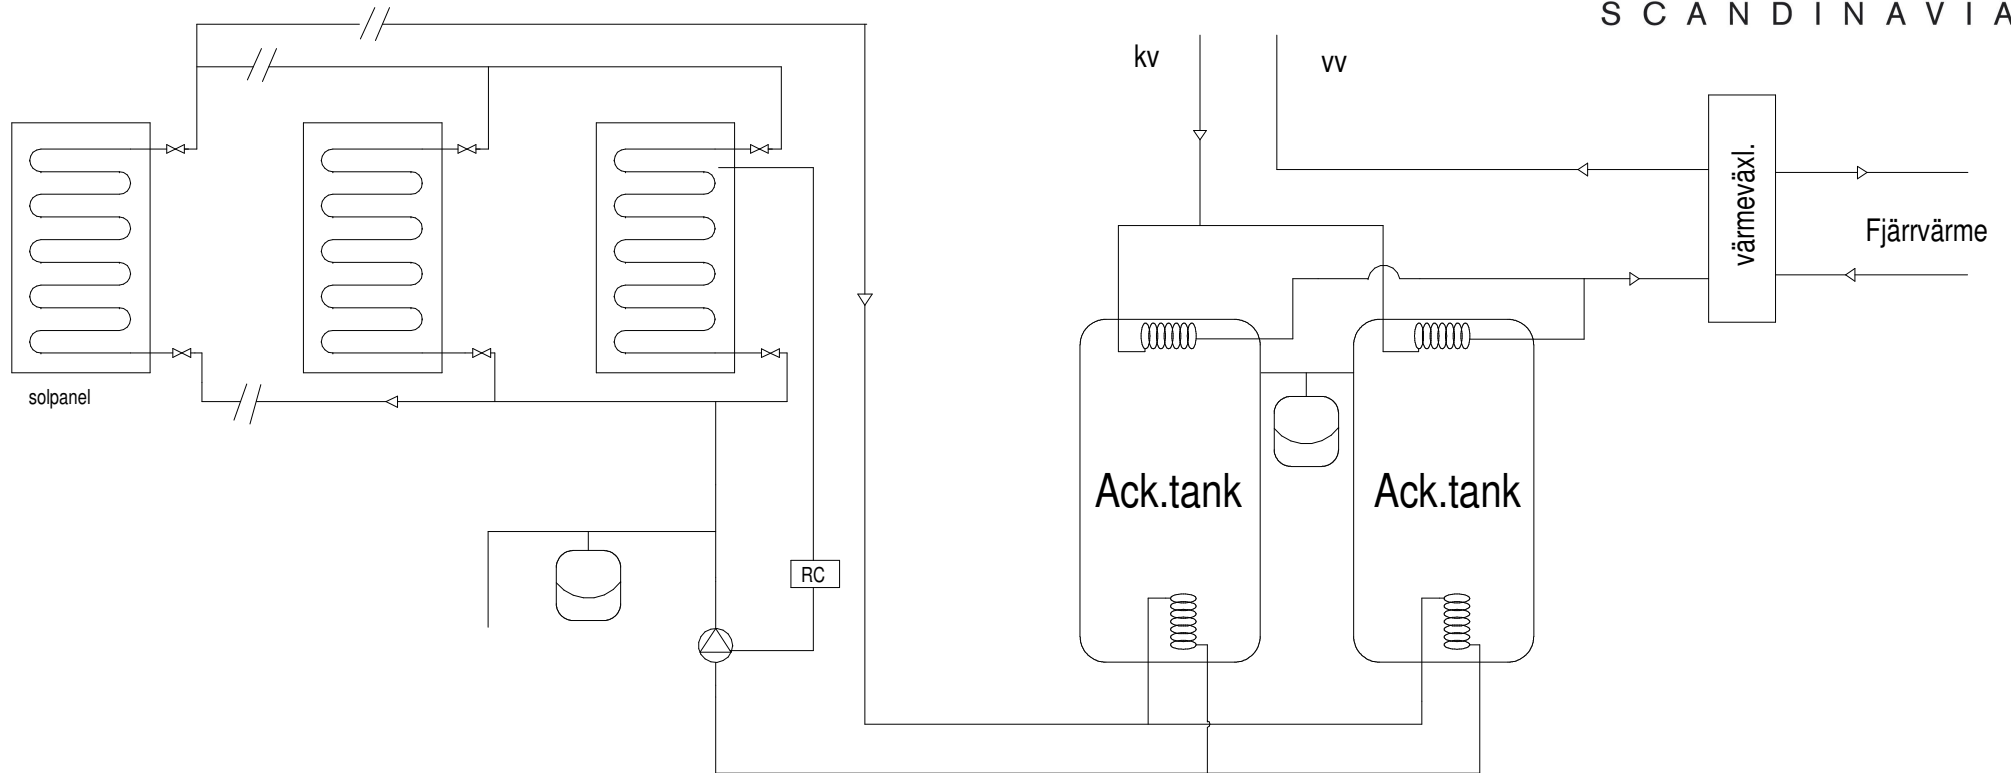 S C A N D I N A V I A
kv
vv
värmeväxl.
Fjärrvärme
solpanel
Ack.tank
Ack.tank
RC